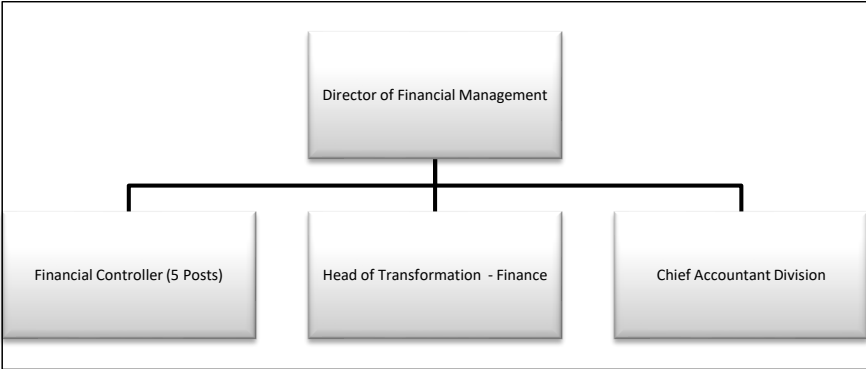 Director of Financial Management
Financial Controller (5 Posts)
Head of Transformation  - Finance
Chief Accountant Division